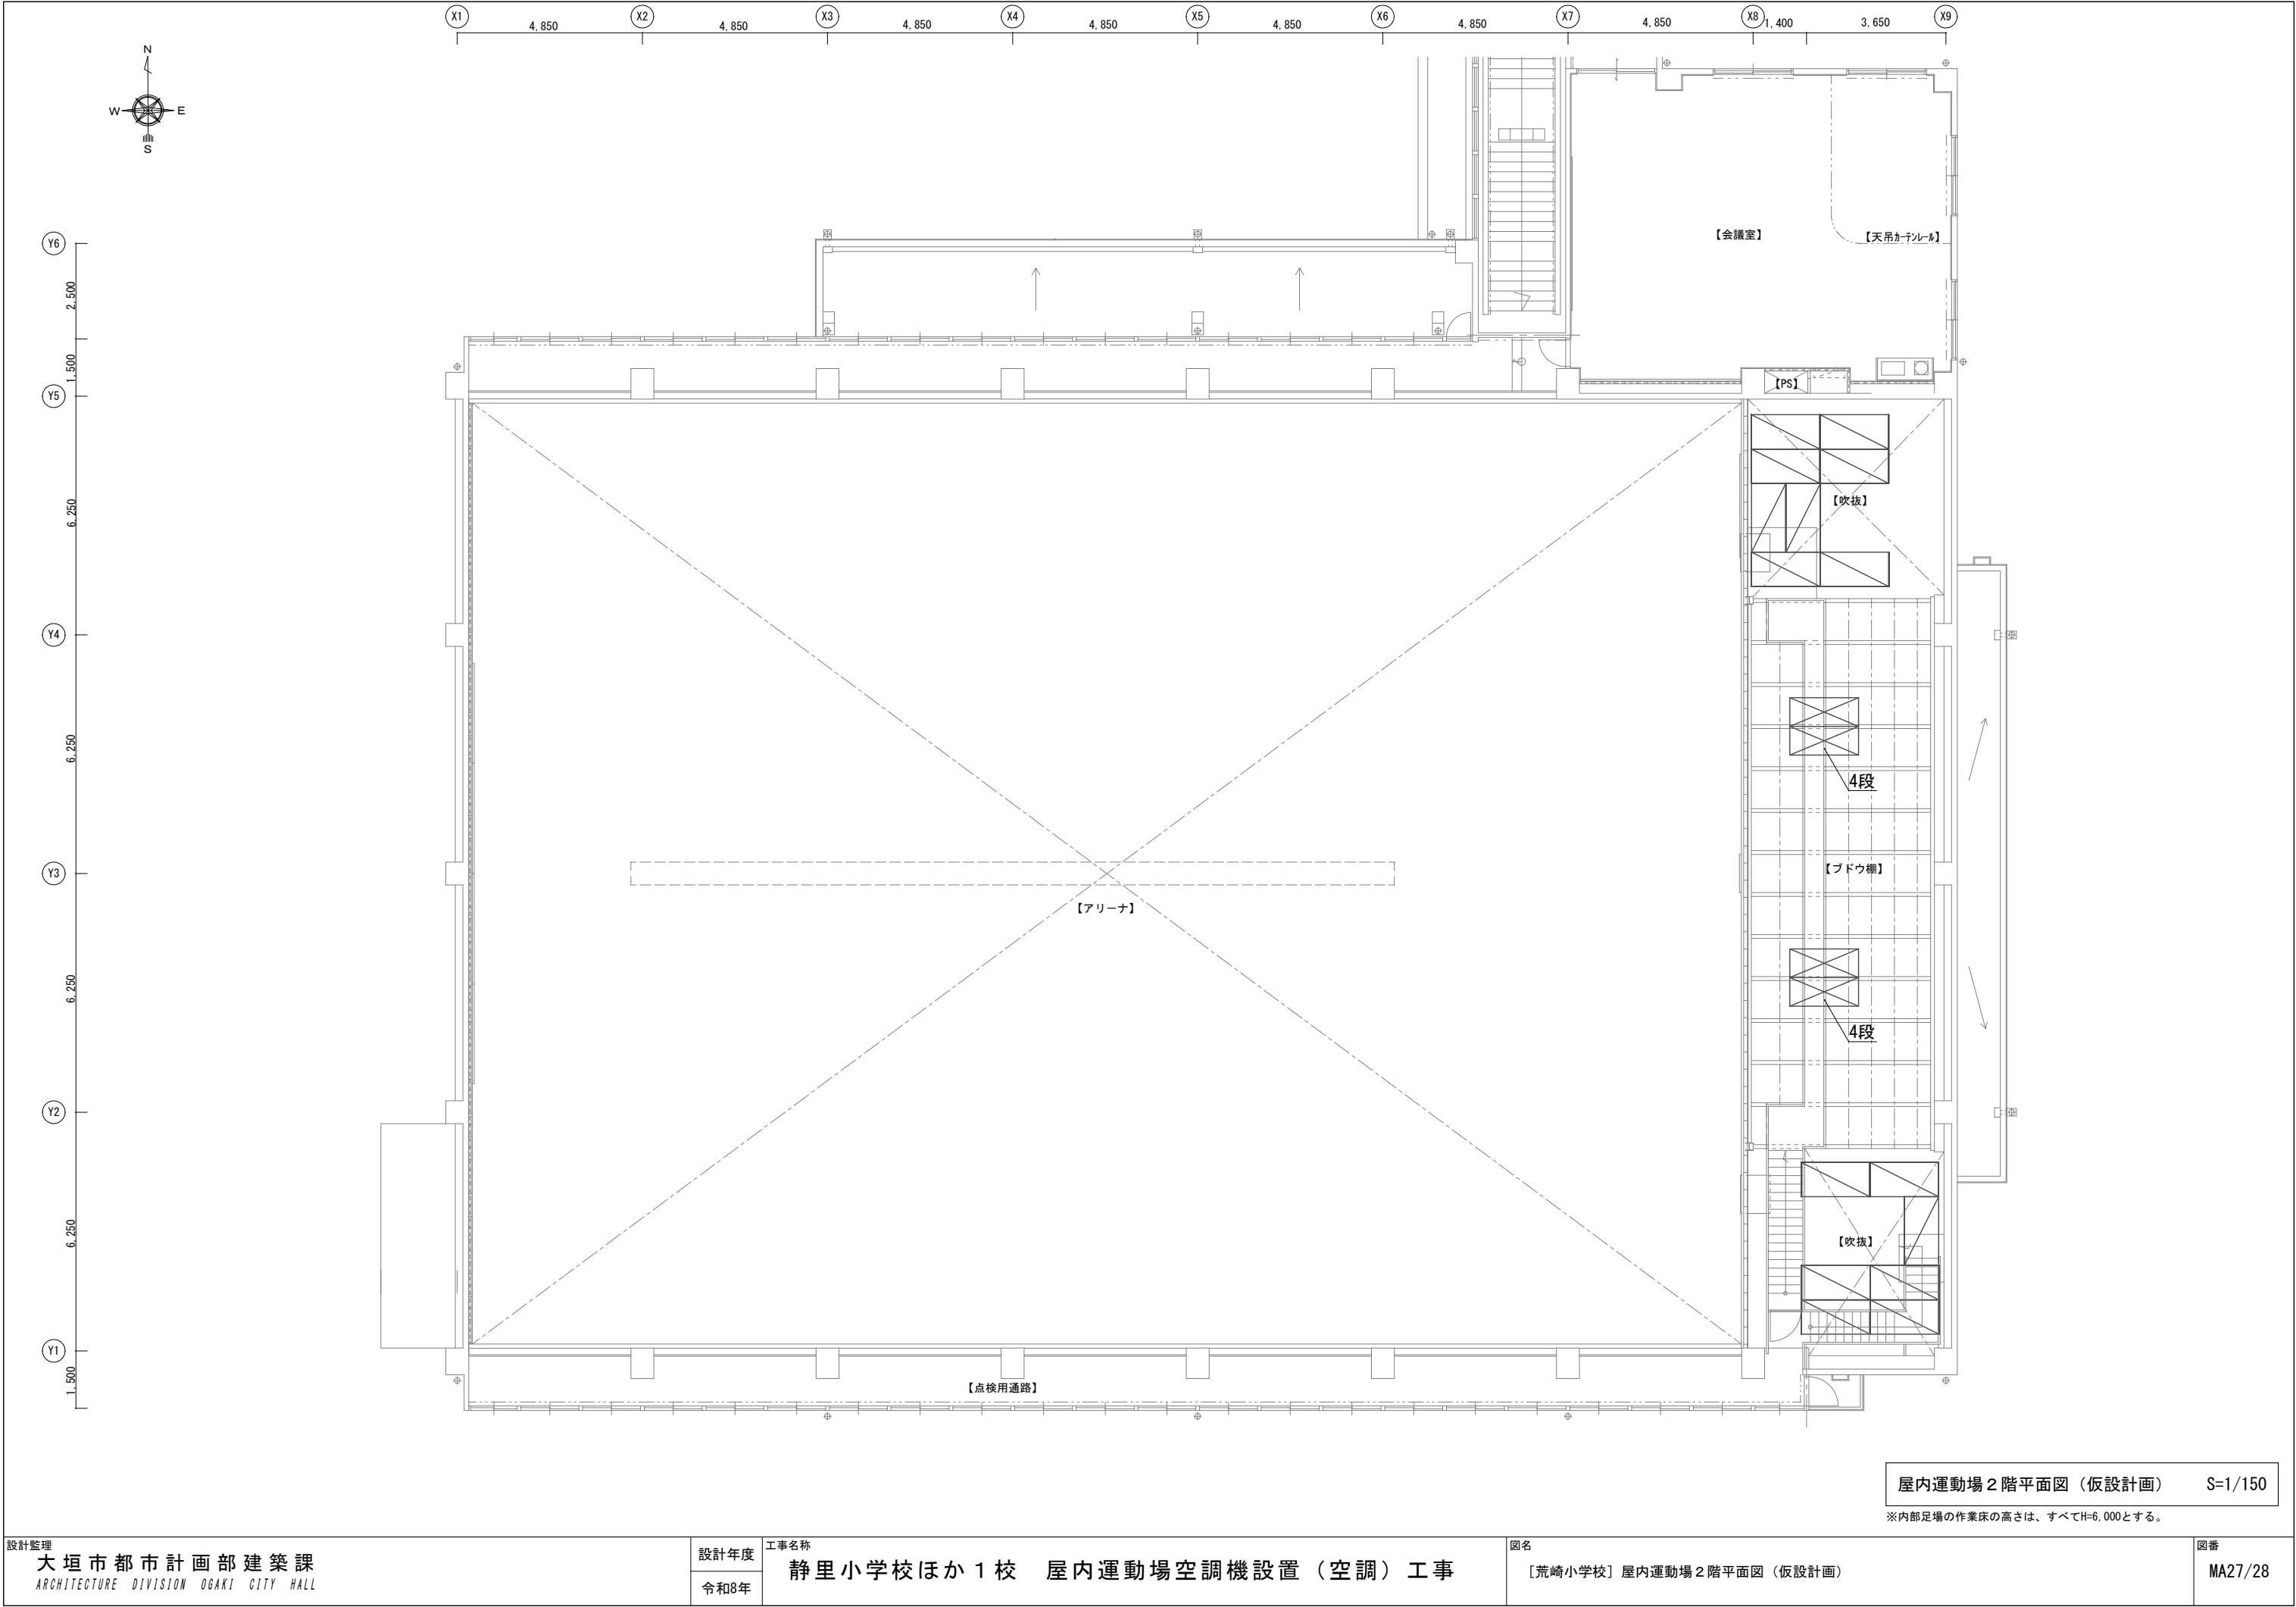 X1 X2 X3 X4 X5 X6 X7 X8 X9
4,850 4,850 4,850 4,850 4,850 4,850 4,850 1,400 3,650
N
W E
S
Y6
2,500
1,500
Y5
6,250
Y4
6,250
Y3
6,250
Y2
6,250
Y1
1,500
【会議室】
【天吊カーテンレール】
【PS】
【吹抜】
4段
【ブドウ棚】
【アリーナ】
4段
【吹抜】
【点検用通路】
屋内運動場２階平面図（仮設計画） S=1/150
※内部足場の作業床の高さは、すべてH=6,000とする。
設計監理
大垣市都市計画部建築課
ARCHITECTURE DIVISION OGAKI CITY HALL
設計年度
令和8年
工事名称
静里小学校ほか１校 屋内運動場空調機設置（空調）工事
図名
［荒崎小学校］屋内運動場２階平面図（仮設計画）
図番
MA27/28